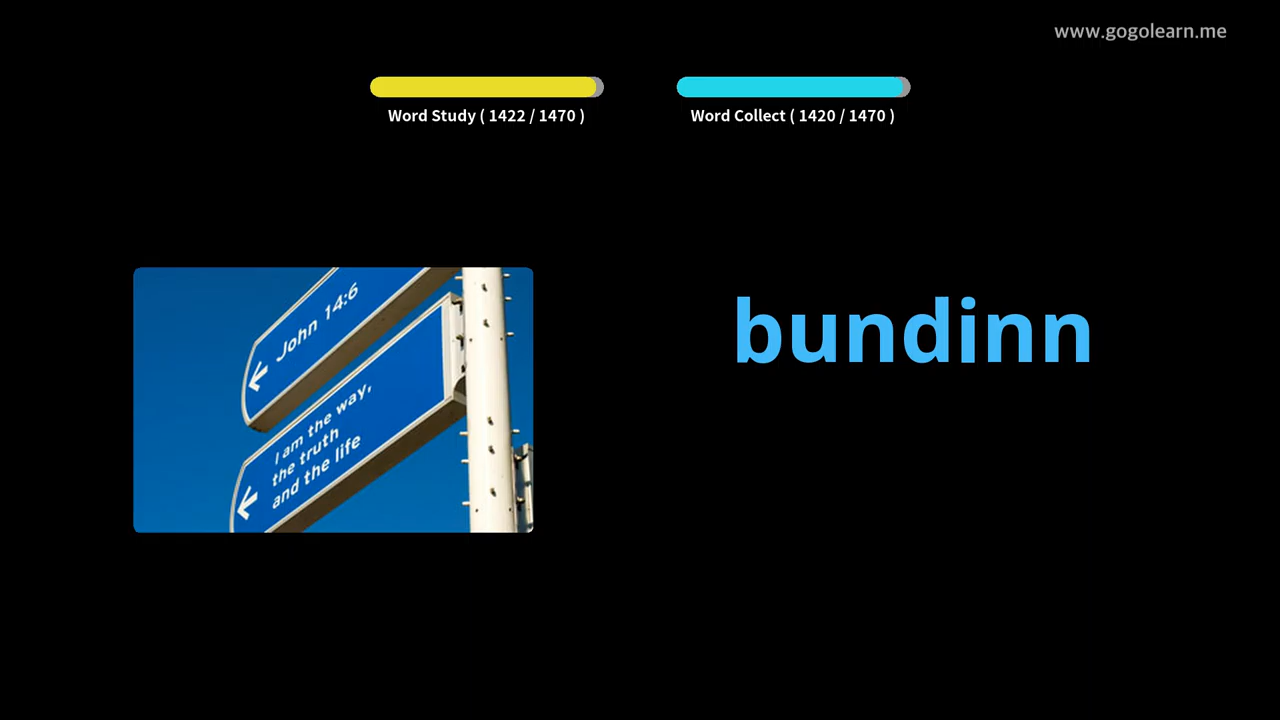 www.gogolearn.me
Word Study ( 1422 / 1470 )
Word Collect ( 1420 / 1470 )
John 14:6
I am the way,
the truth
and the life
bundinn